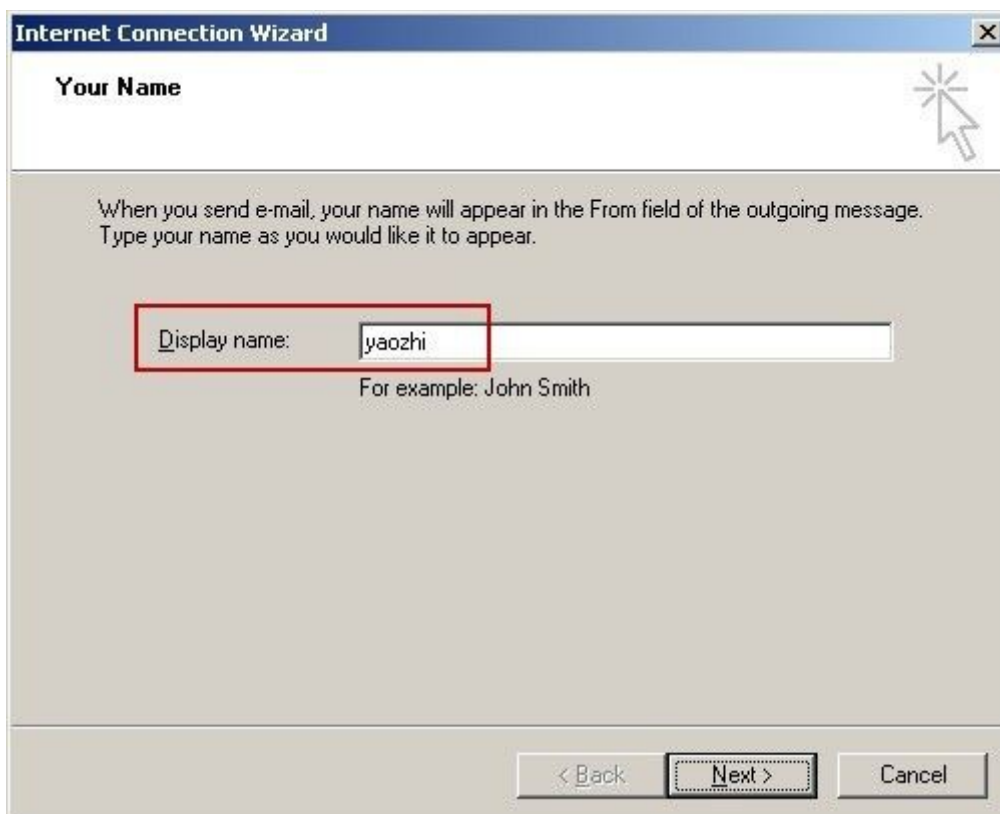 Internet Connection Wizard
Your Name
When you send e-mail, your name will appear in the From field of the outgoing message.
Type your name as you would like it to appear.
Display name: yaozhi
For example: John Smith
< Back Next > Cancel